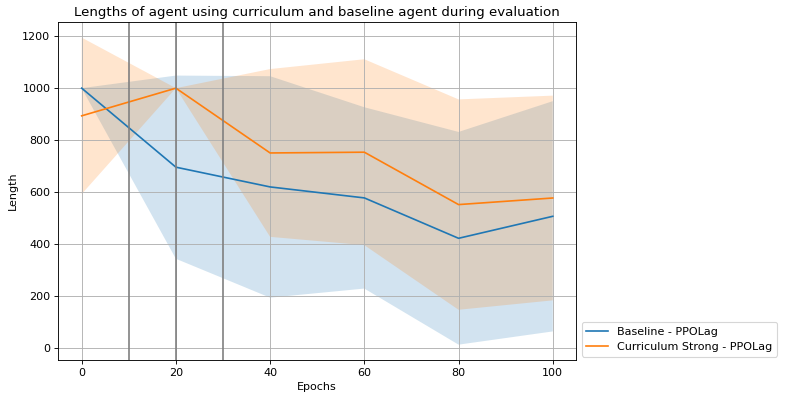 Lengths of agent using curriculum and baseline agent during evaluation
1200
1000
800
600
400
200
0
Length
0 20 40 60 80 100
Epochs
Baseline - PPOLag
Curriculum Strong - PPOLag